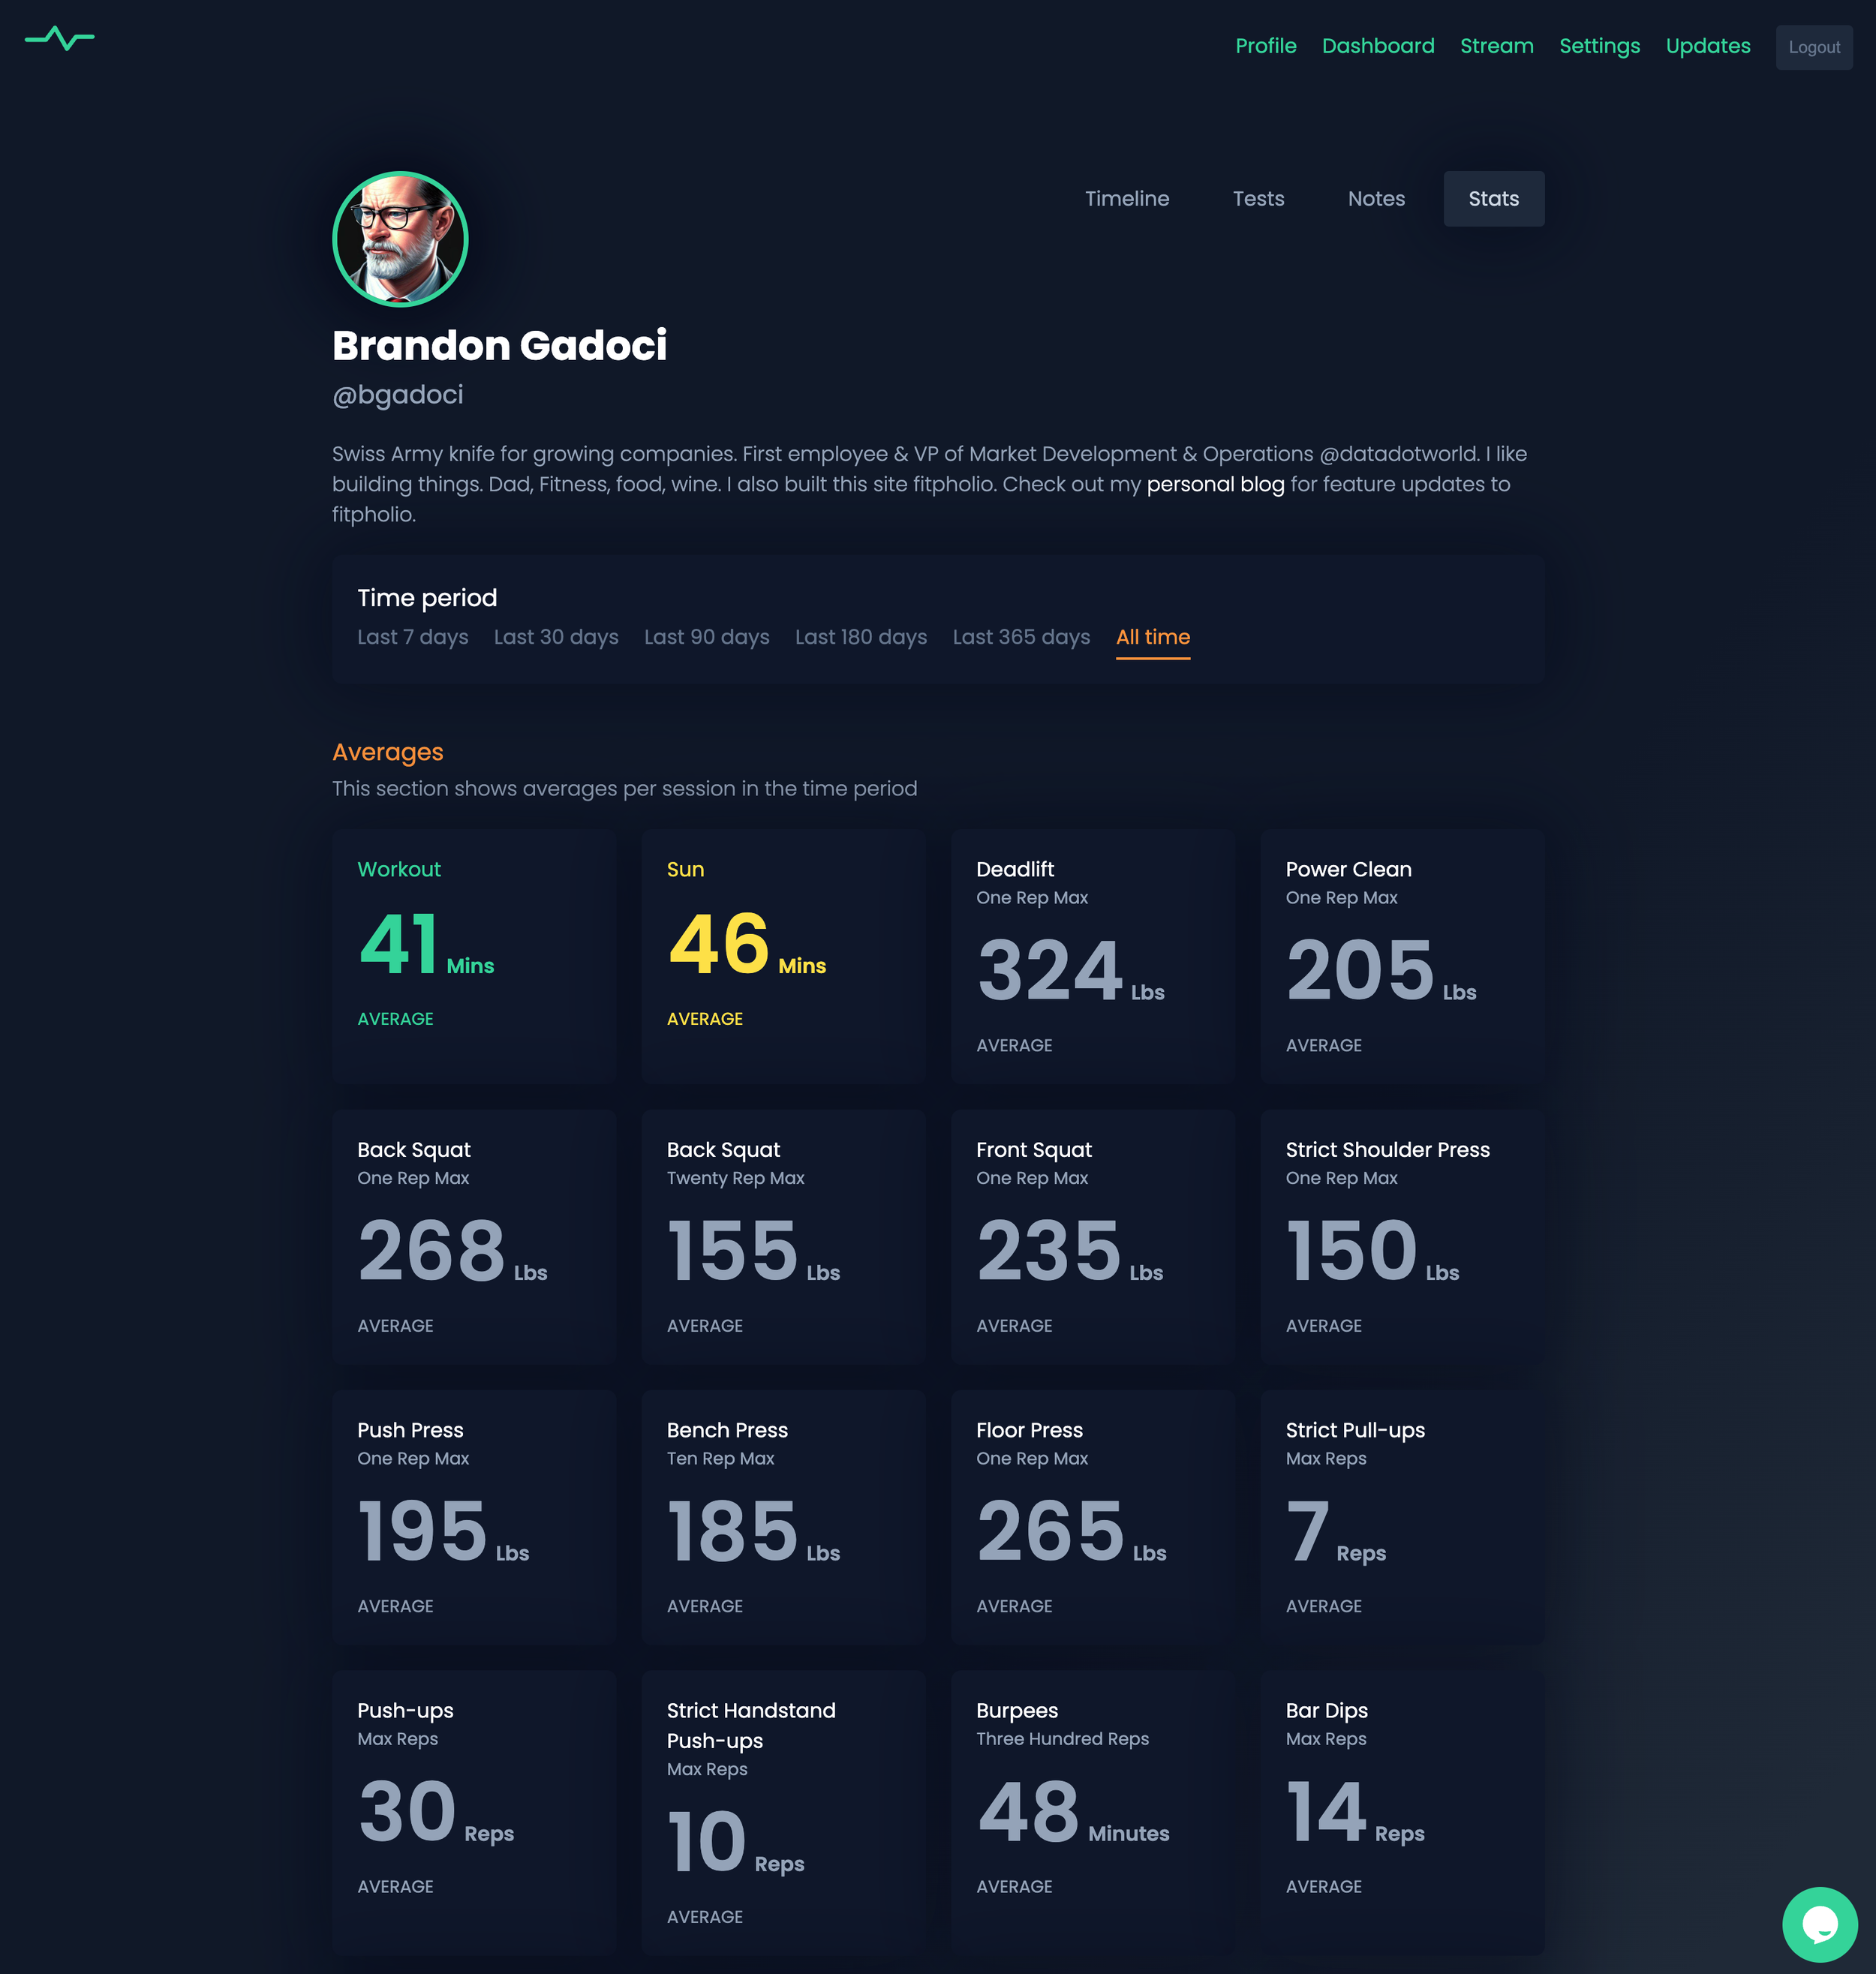 Profile Dashboard Stream Settings Updates Logout
Timeline Tests Notes Stats
Brandon Gadoci
@bgadoci
Swiss Army knife for growing companies. First employee & VP of Market Development & Operations @datadotworld. I like
building things. Dad, Fitness, food, wine. I also built this site fitpholio. Check out my personal blog for feature updates to
fitpholio.
Time period
Last 7 days Last 30 days Last 90 days Last 180 days Last 365 days All time
Averages
This section shows averages per session in the time period
Workout
41 Mins
AVERAGE
Sun
46 Mins
AVERAGE
Deadlift
One Rep Max
324 Lbs
AVERAGE
Power Clean
One Rep Max
205 Lbs
AVERAGE
Back Squat
One Rep Max
268 Lbs
AVERAGE
Back Squat
Twenty Rep Max
155 Lbs
AVERAGE
Front Squat
One Rep Max
235 Lbs
AVERAGE
Strict Shoulder Press
One Rep Max
150 Lbs
AVERAGE
Push Press
One Rep Max
195 Lbs
AVERAGE
Bench Press
Ten Rep Max
185 Lbs
AVERAGE
Floor Press
One Rep Max
265 Lbs
AVERAGE
Strict Pull-ups
Max Reps
7 Reps
AVERAGE
Push-ups
Max Reps
30 Reps
AVERAGE
Strict Handstand
Push-ups
Max Reps
10 Reps
AVERAGE
Burpees
Three Hundred Reps
48 Minutes
AVERAGE
Bar Dips
Max Reps
14 Reps
AVERAGE